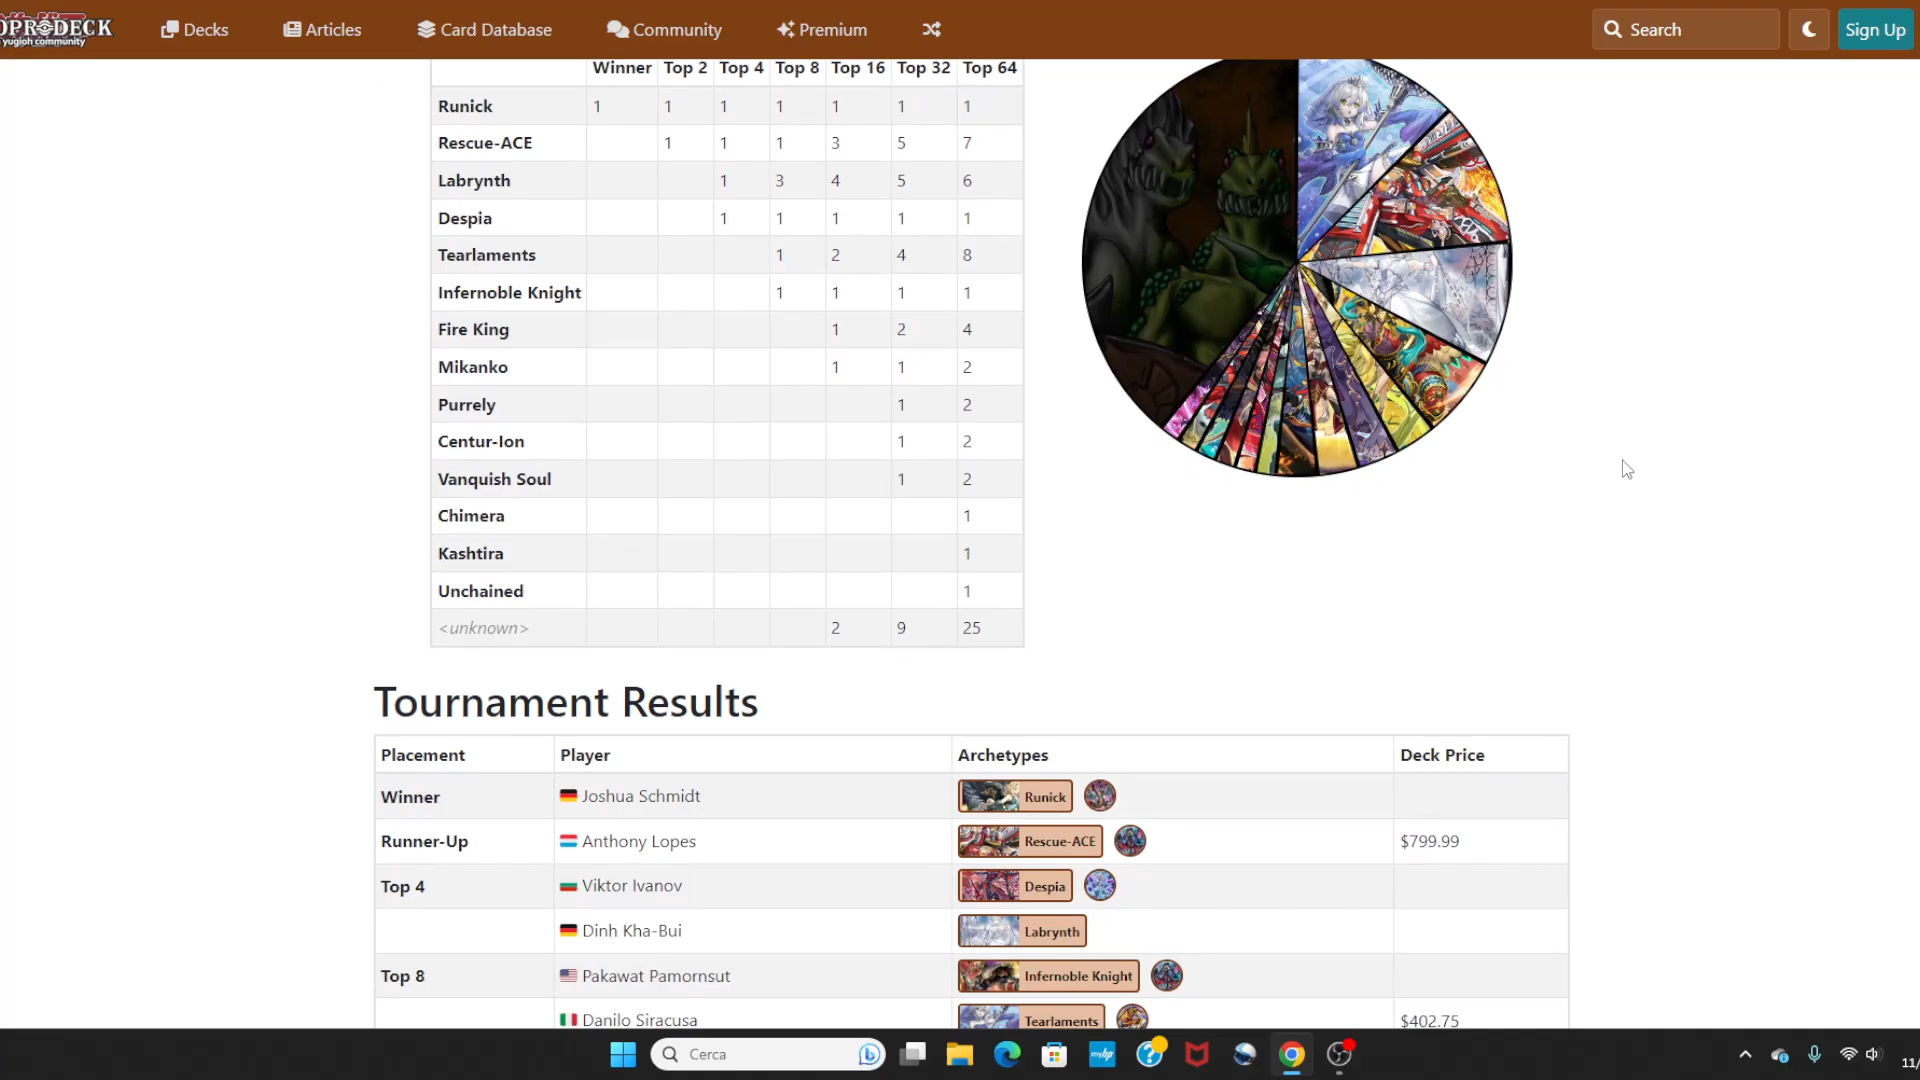 OPRODECK
yugioh community
Decks
Articles
Card Database
Community
Premium
Search
Sign Up
Winner Top 2 Top 4 Top 8 Top 16 Top 32 Top 64
Runick 1 1 1 1 1 1 1
Rescue-ACE 1 1 1 3 5 7
Labrynth 1 3 4 5 6
Despia 1 1 1 1 1
Tearlaments 1 2 4 8
Infernoble Knight 1 1 1 1
Fire King 1 2 4
Mikanko 1 1 2
Purrely 1 2
Centur-Ion 1 2
Vanquish Soul 1 2
Chimera 1
Kashtira 1
Unchained 1
<unknown> 2 9 25
Tournament Results
Placement Player Archetypes Deck Price
Winner Joshua Schmidt Runick
Runner-Up Anthony Lopes Rescue-ACE $799.99
Top 4 Viktor Ivanov Despia
Dinh Kha-Bui Labrynth
Top 8 Pakawat Pamornsut Infernoble Knight
Danilo Siracusa Tearlaments $402.75
Cerca
myhp
11/